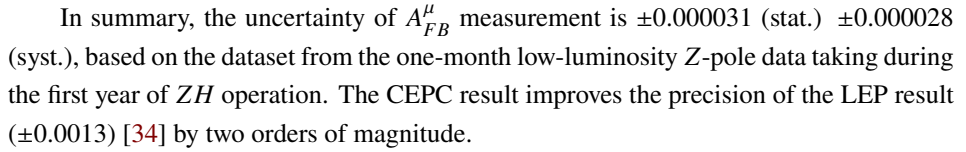 In summary, the uncertainty of $A_{FB}^{\mu}$ measurement is ±0.000031 (stat.) ±0.000028
(syst.), based on the dataset from the one-month low-luminosity Z-pole data taking during
the first year of ZH operation. The CEPC result improves the precision of the LEP result
(±0.0013) [34] by two orders of magnitude.